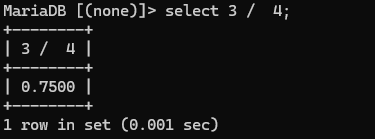 MariaDB [(none)]> select 3 /  4;
+--------+
| 3 /  4 |
+--------+
| 0.7500 |
+--------+
1 row in set (0.001 sec)